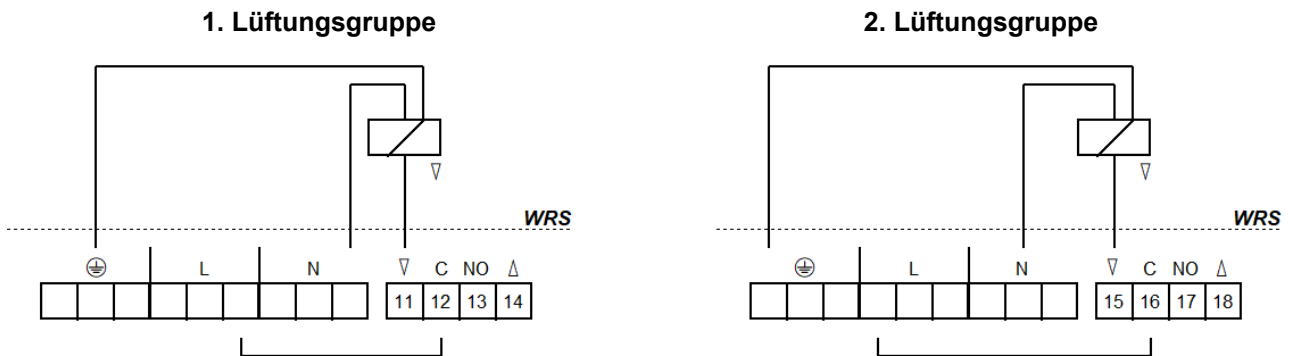 1. Lüftungsgruppe
2. Lüftungsgruppe
WRS
WRS
L N C NO
11 12 13 14
L N C NO
15 16 17 18